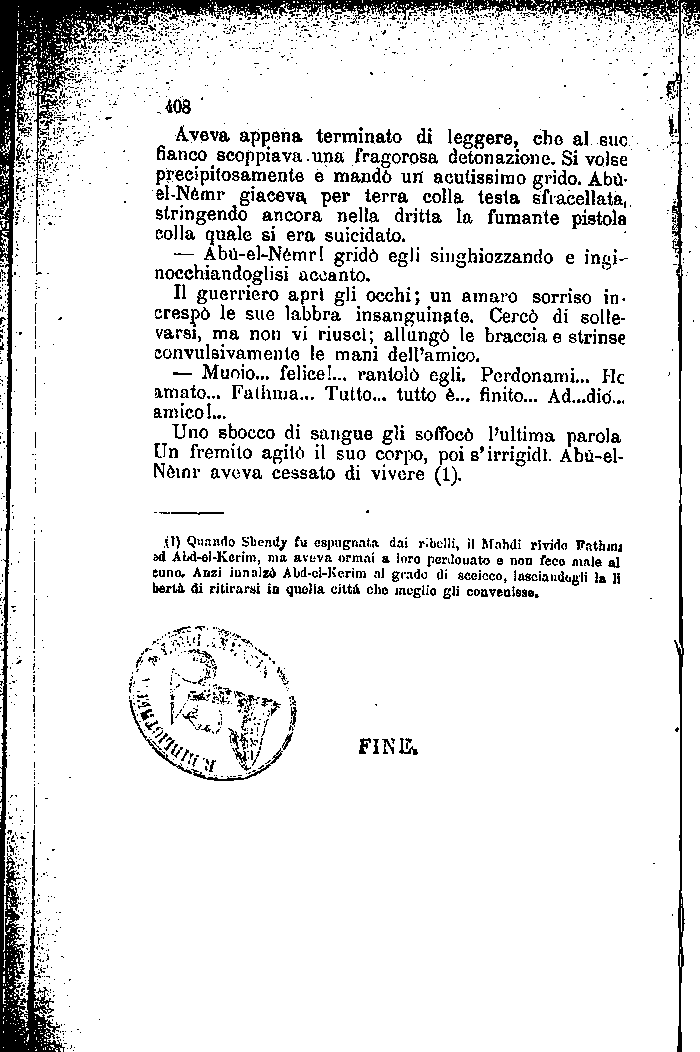 408
Aveva appena terminato di leggere, che al suo
fianco scoppiava una fragorosa detonazione. Si volse
precipitosamente e mandò un acutissimo grido. Abù-
el-Nèmr giaceva per terra colla testa sfracellata,
stringendo ancora nella dritta la fumante pistola
colla quale si era suicidato.
— Abù-el-Nèmr! gridò egli singhiozzando e ingi-
nocchiandoglisi accanto.
Il guerriero aprì gli occhi; un amaro sorriso in-
crespò le sue labbra insanguinate. Cercò di solle-
varsi, ma non vi riuscì; allungò le braccia e strinse
convulsivamente le mani dell'amico.
— Muoio... felice!... rantolò egli. Perdonami... Ho
amato... Fathma... Tutto... tutto è... finito... Ad...dio...
amico!...
Uno sbocco di sangue gli soffocò l'ultima parola
Un fremito agitò il suo corpo, poi s'irrigidì. Abù-el-
Nèmr aveva cessato di vivere (1).
(1) Quando Shendy fu espugnata dai ribelli, il Mahdi rivide Fathma
ed Abd-el-Kerim, ma aveva ormai a loro perdonato e non fece male al
cuno. Anzi innalzò Abd-el-Kerim al grado di sceicco, lasciandogli la li
bertà di ritirarsi in quella città che meglio gli convenisse.
FINE.